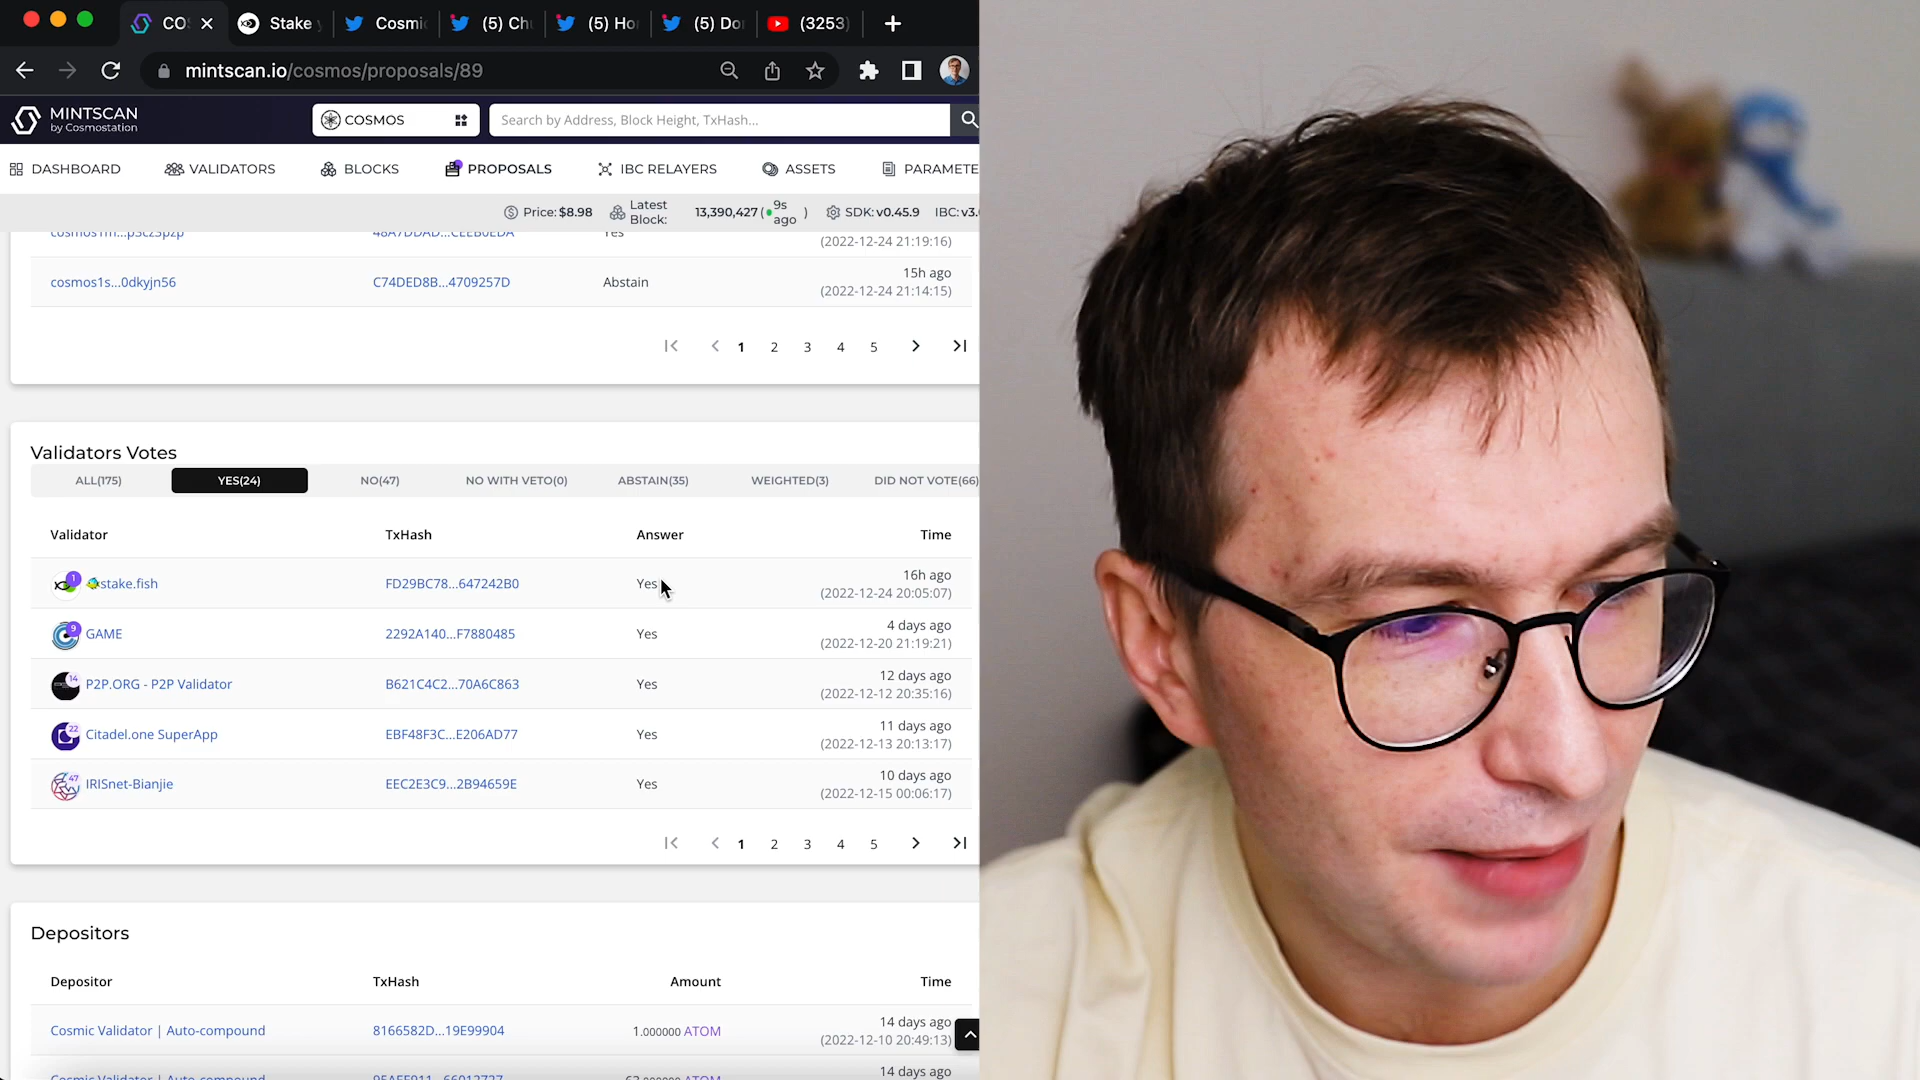 CO
Stake
Cosmi
(5) Ch
(5) Ho
(5) Do
(3253)
mintscan.io/cosmos/proposals/89
MINTSCAN
by Cosmostation
COSMOS
Search by Address, Block Height, TxHash...
DASHBOARD
VALIDATORS
BLOCKS
PROPOSALS
IBC RELAYERS
ASSETS
PARAMETE
Price: $8.98
Latest Block: 13,390,427 ( 9s ago )
SDK: v0.45.9
IBC: v3.
Yes
(2022-12-24 21:19:16)
cosmos1s...0dkyjn56
C74DED8B...4709257D
Abstain
15h ago
(2022-12-24 21:14:15)
1 2 3 4 5
Validators Votes
ALL(175)
YES(24)
NO(47)
NO WITH VETO(0)
ABSTAIN(35)
WEIGHTED(3)
DID NOT VOTE(66)
Validator
TxHash
Answer
Time
1
stake.fish
FD29BC78...647242B0
Yes
16h ago
(2022-12-24 20:05:07)
9
GAME
2292A140...F7880485
Yes
4 days ago
(2022-12-20 21:19:21)
14
P2P.ORG - P2P Validator
B621C4C2...70A6C863
Yes
12 days ago
(2022-12-12 20:35:16)
22
Citadel.one SuperApp
EBF48F3C...E206AD77
Yes
11 days ago
(2022-12-13 20:13:17)
47
IRISnet-Bianjie
EEC2E3C9...2B94659E
Yes
10 days ago
(2022-12-15 00:06:17)
1 2 3 4 5
Depositors
Depositor
TxHash
Amount
Time
Cosmic Validator | Auto-compound
8166582D...19E99904
1.000000 ATOM
14 days ago
(2022-12-10 20:49:13)
Cosmic Validator | Auto-compound
14 days ago